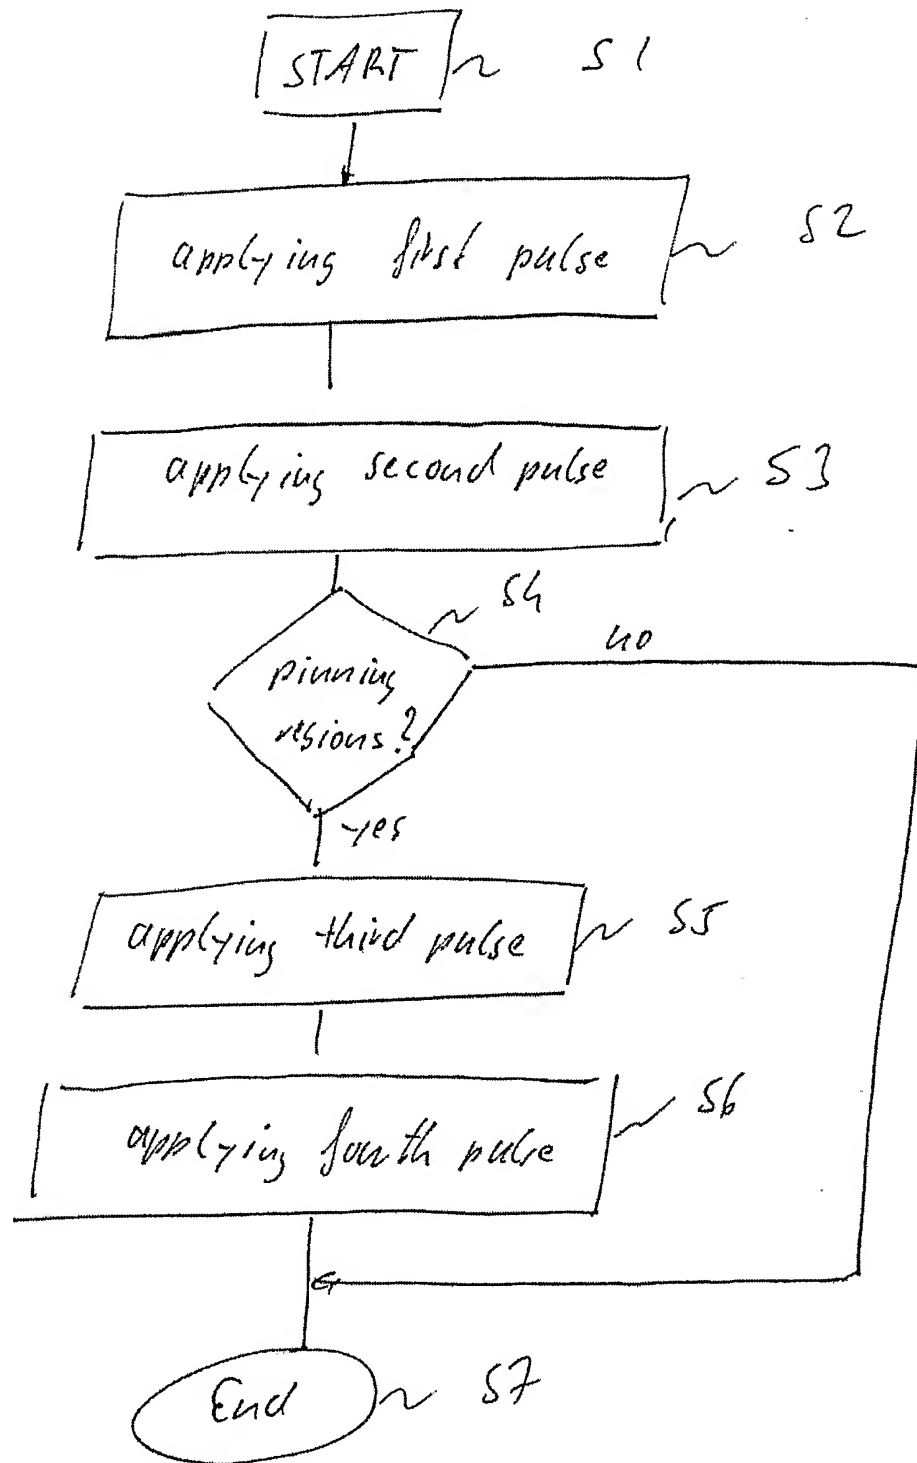 START S1
applying first pulse S2
applying second pulse S3
S4
no
pinning
regions?
yes
applying third pulse S5
applying fourth pulse S6
End S7